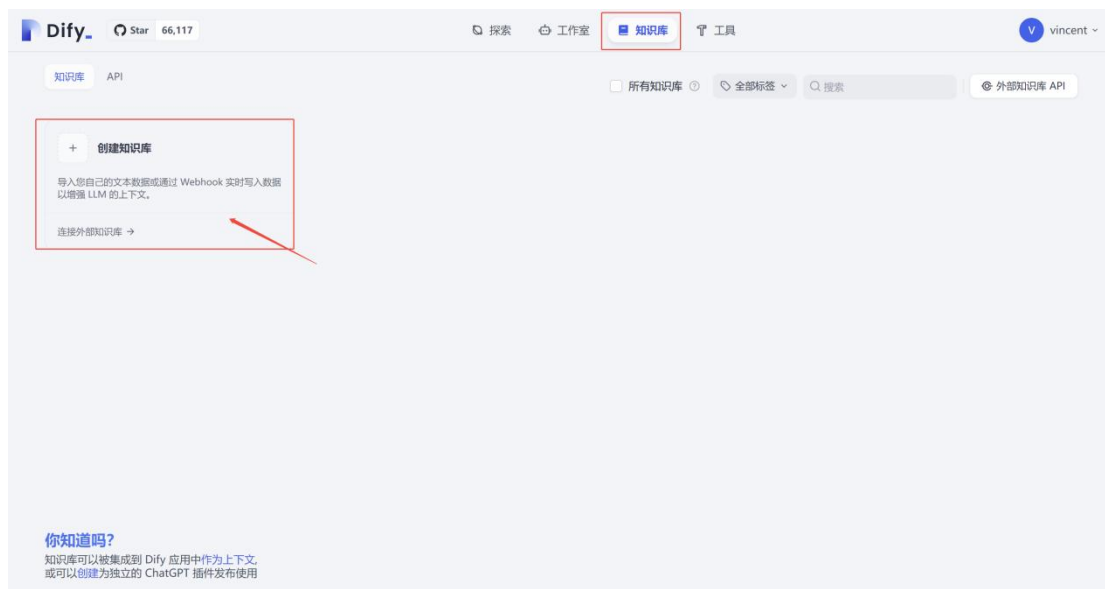 Dify_ Star 66,117 探索 工作室 知识库 工具 V vincent
知识库 API 所有知识库 全部标签 搜索 外部知识库 API
+ 创建知识库
导入您自己的文本数据或通过 Webhook 实时写入数据
以增强 LLM 的上下文。
连接外部知识库 →
你知道吗?
知识库可以被集成到 Dify 应用中作为上下文,
或可以创建为独立的 ChatGPT 插件发布使用